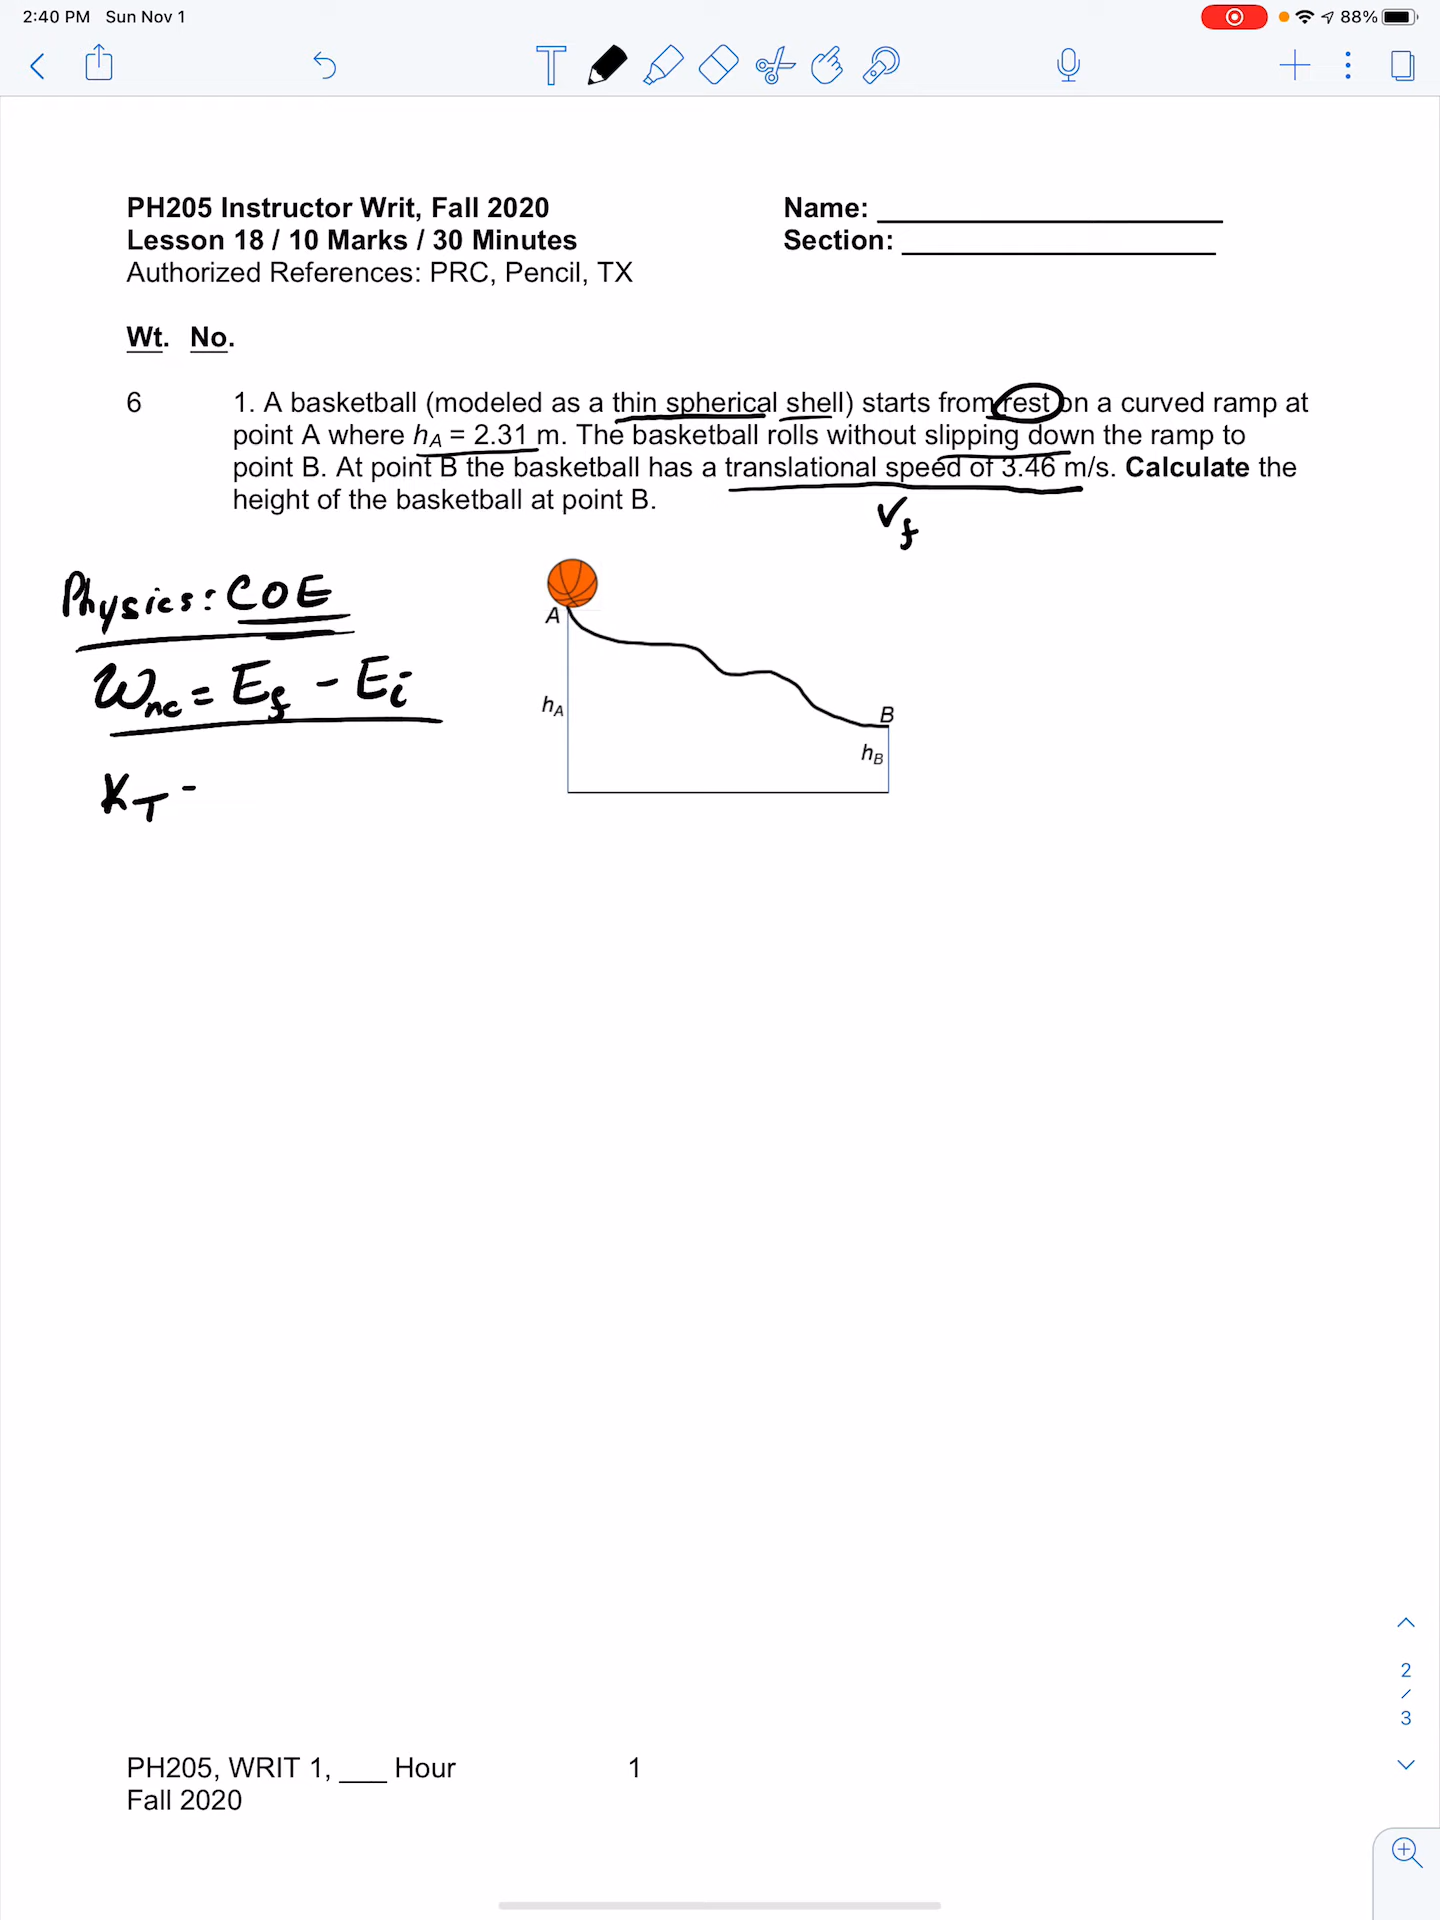 2:40 PM Sun Nov 1
88%
T
PH205 Instructor Writ, Fall 2020
Name: ___
Lesson 18 / 10 Marks / 30 Minutes
Section: ___
Authorized References: PRC, Pencil, TX
Wt. No.
6 1. A basketball (modeled as a thin spherical shell) starts from rest on a curved ramp at
point A where hA = 2.31 m. The basketball rolls without slipping down the ramp to
point B. At point B the basketball has a translational speed of 3.46 m/s. Calculate the
height of the basketball at point B.
Vf
Physics: COE
Wnc = Ef - Ei
KT -
A
hA
B
hB
2
/
3
PH205, WRIT 1, ___ Hour 1
Fall 2020